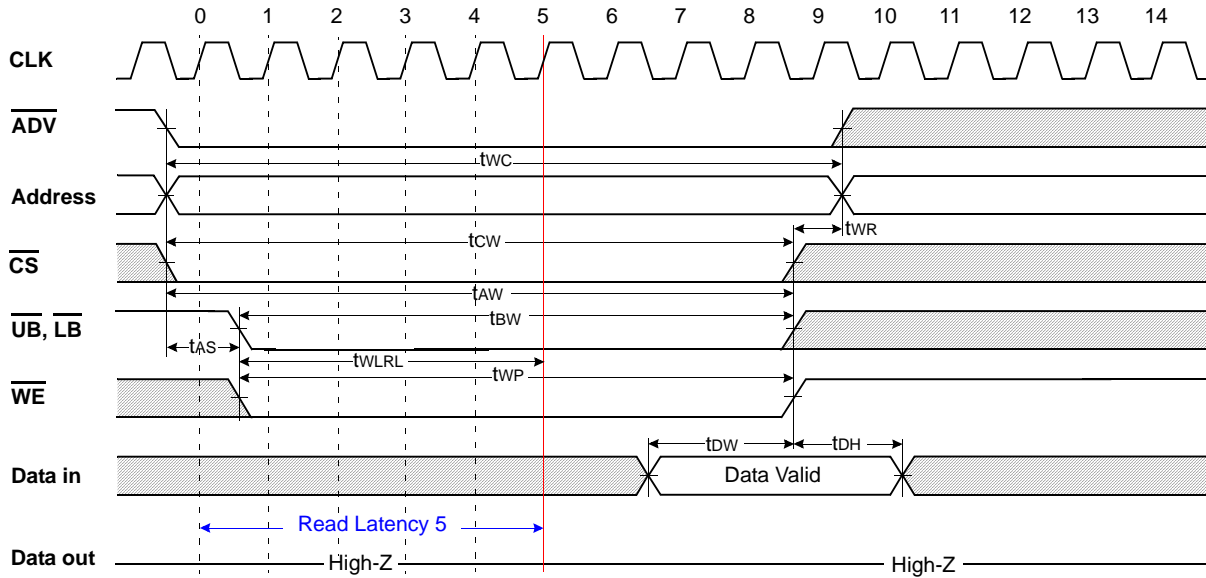 0 1 2 3 4 5 6 7 8 9 10 11 12 13 14
CLK
ADV
tWC
Address
tWR
tCW
CS
tAW
UB, LB
tBW
tAS
tWLRL
tWP
WE
tDW tDH
Data in
Data Valid
Read Latency 5
Data out
High-Z High-Z